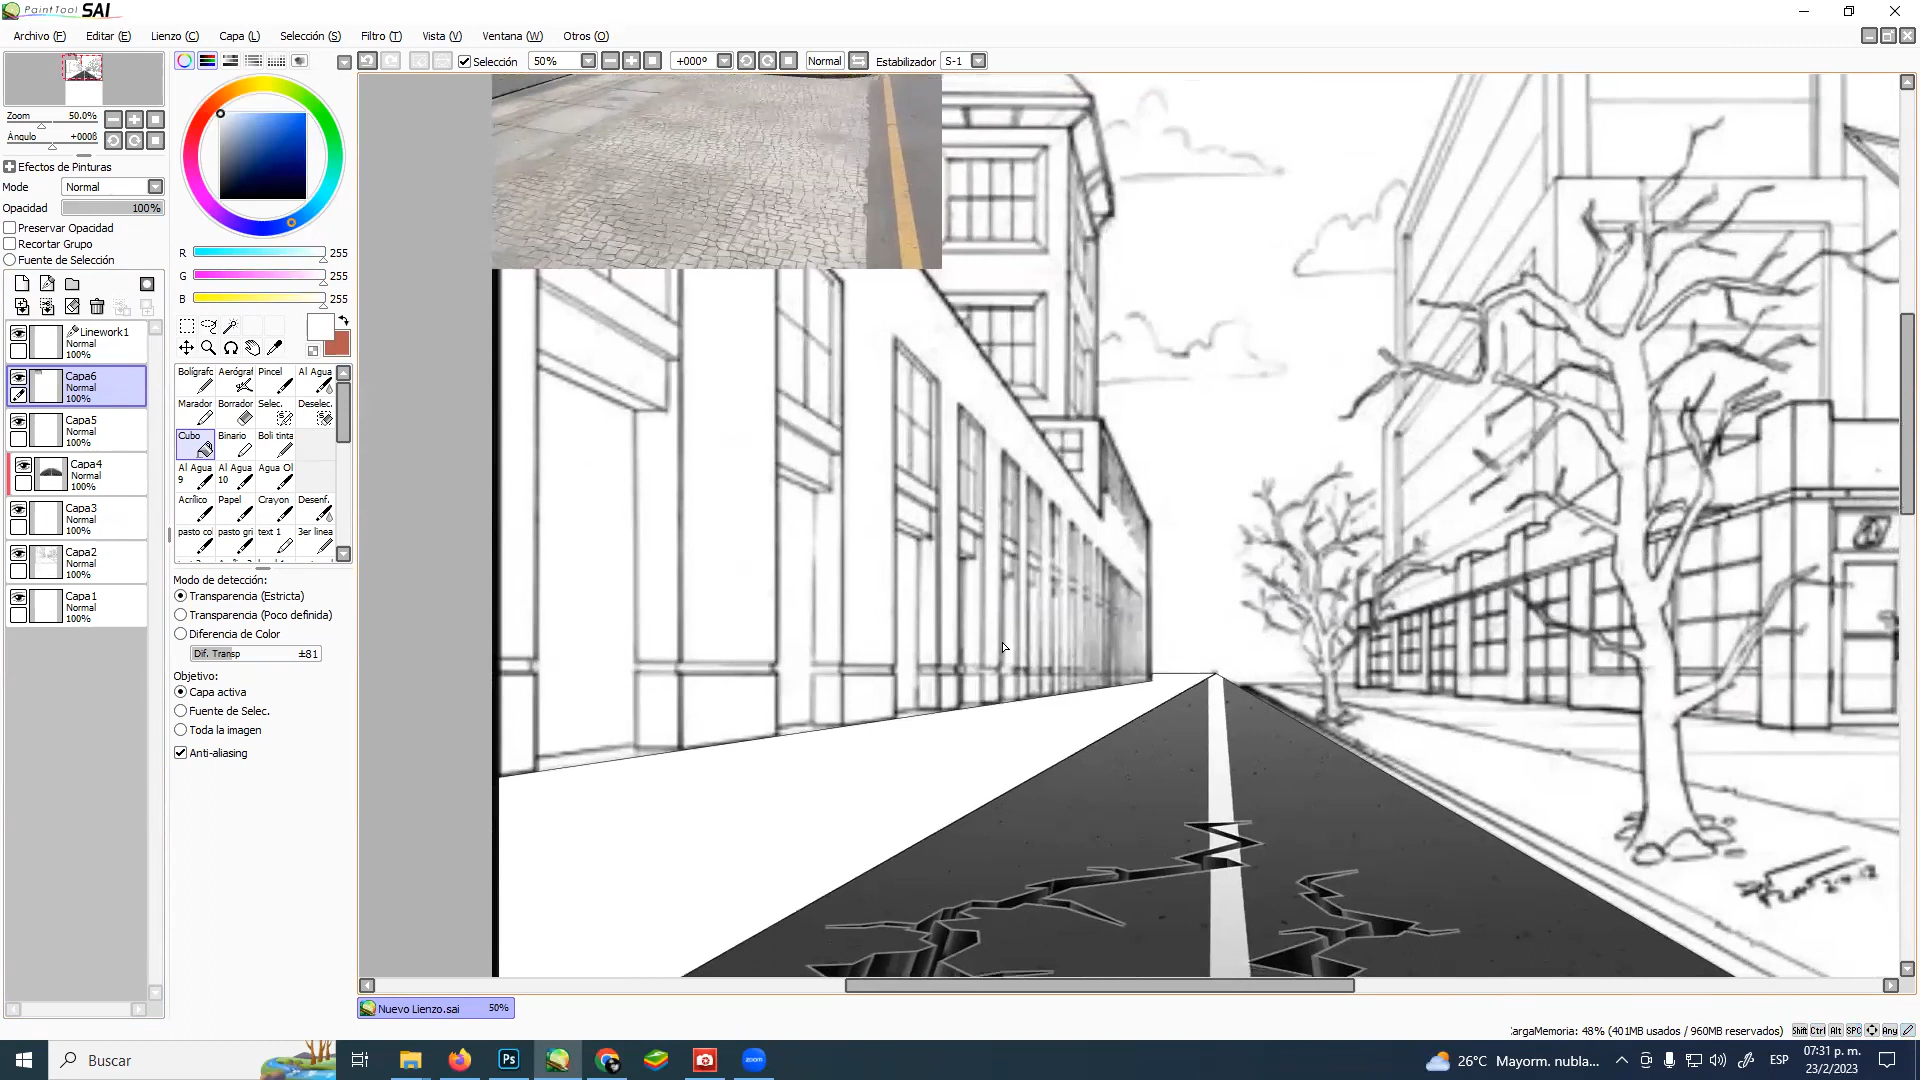 PaintTool SAI
Archivo (F) Editar (E) Lienzo (C) Capa (L) Selección (S) Filtro (T) Vista (V) Ventana (W) Otros (O)
Selección 50% +000º Normal Estabilizador S-1
Zoom 50.0%
Ángulo +000ß
Efectos de Pinturas
Mode Normal
Opacidad 100%
Preservar Opacidad
Recortar Grupo
Fuente de Selección
Linework1
Normal
100%
Capa6
Normal
100%
Capa5
Normal
100%
Capa4
Normal
100%
Capa3
Normal
100%
Capa2
Normal
100%
Capa1
Normal
100%
R 255
G 255
B 255
Bolígrafc Aerógraf Pincel Al Agua
Marador Borrador Selec. Deselec.
Cubo Binario Boli tinta
Al Agua 9 Al Agua 10 Agua Ol
Acrílico Papel Crayon Desenf.
pasto co pasto gri text 1 3er linea
Modo de detección:
Transparencia (Estricta)
Transparencia (Poco definida)
Diferencia de Color
Dif. Transp ±81
Objetivo:
Capa activa
Fuente de Selec.
Toda la imagen
Anti-aliasing
Nuevo Lienzo.sai 50%
CargaMemoria: 48% (401MB usados / 960MB reservados) Shift Ctrl Alt SPC Any
Buscar
Ps
zoom
26°C Mayorm. nubla...
ESP
07:31 p. m.
23/2/2023